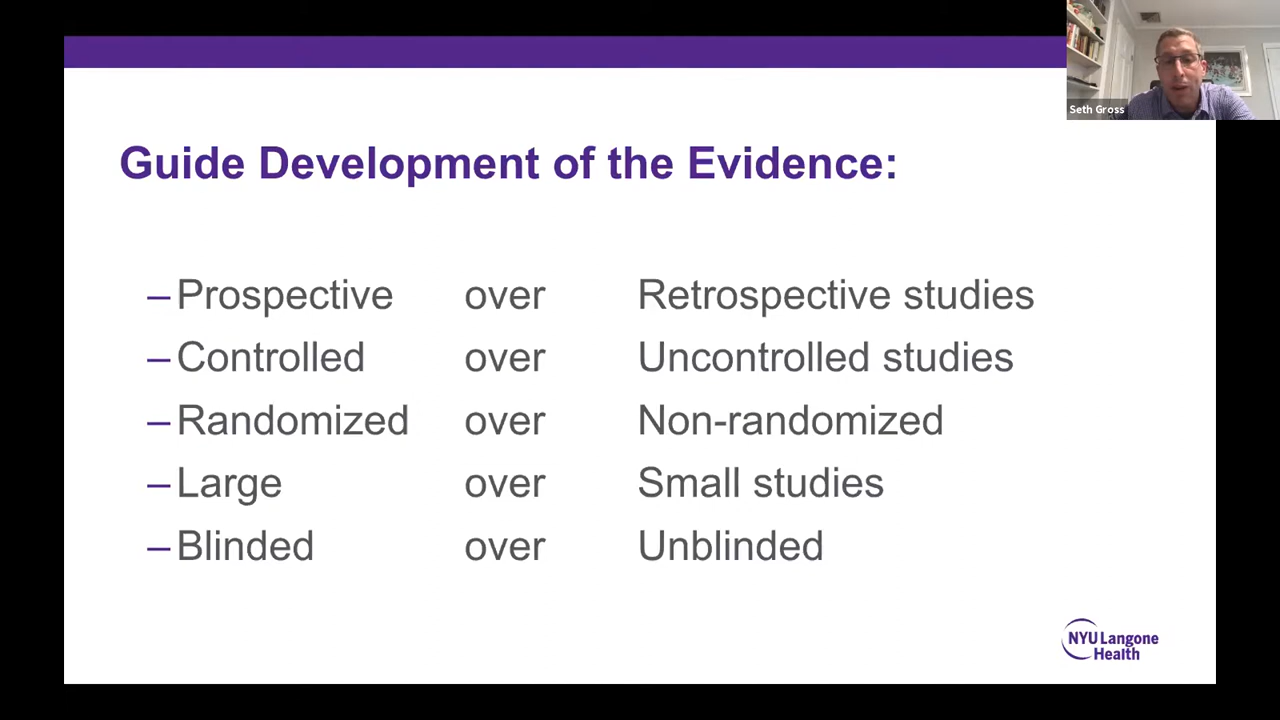 Seth Gross
Guide Development of the Evidence:
– Prospective over Retrospective studies
– Controlled over Uncontrolled studies
– Randomized over Non-randomized
– Large over Small studies
– Blinded over Unblinded
NYU Langone
Health